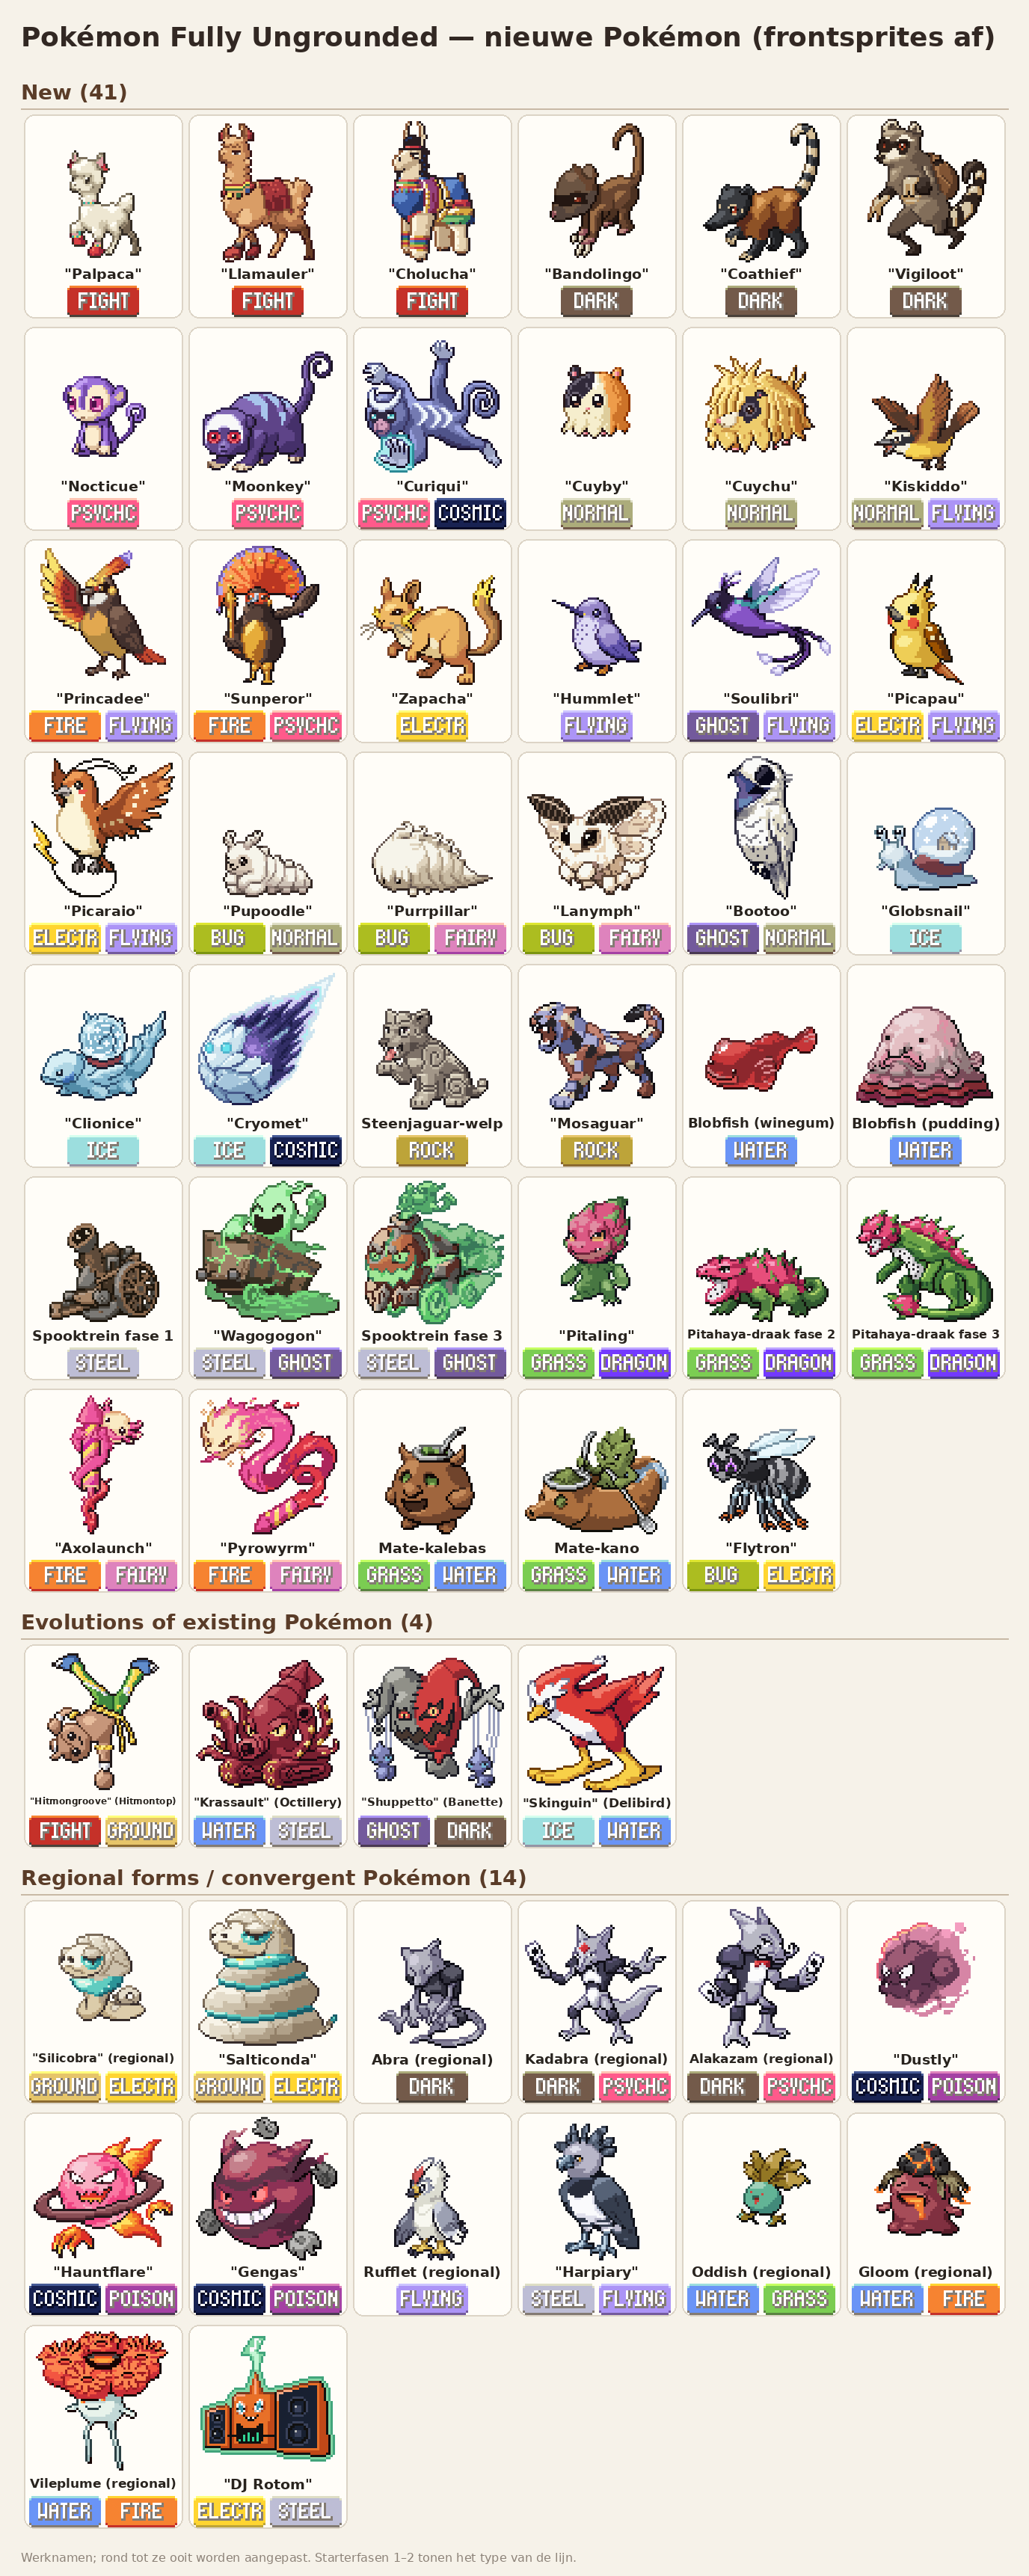 Pokémon Fully Ungrounded — nieuwe Pokémon (frontsprites af)
New (41)
"Palpaca" "Llamauler" "Cholucha" "Bandolingo" "Coathief" "Vigiloot"
FIGHT FIGHT FIGHT DARK DARK DARK
"Nocticue" "Moonkey" "Curiqui" "Cuyby" "Cuychu" "Kiskiddo"
PSYCHC PSYCHC PSYCHC COSMIC NORMAL NORMAL NORMAL FLYING
"Princadee" "Sunperor" "Zapacha" "Hummlet" "Soulibri" "Picapau"
FIRE FLYING FIRE PSYCHC ELECTR FLYING GHOST FLYING ELECTR FLYING
"Picaraio" "Pupoodle" "Purrpillar" "Lanymph" "Bootoo" "Globsnail"
ELECTR FLYING BUG NORMAL BUG FAIRY BUG FAIRY GHOST NORMAL ICE
"Clionice" "Cryomet" Steenjaguar-welp "Mosaguar" Blobfish (winegum) Blobfish (pudding)
ICE ICE COSMIC ROCK ROCK WATER WATER
Spooktrein fase 1 "Wagogogon" Spooktrein fase 3 "Pitaling" Pitahaya-draak fase 2 Pitahaya-draak fase 3
STEEL STEEL GHOST STEEL GHOST GRASS DRAGON GRASS DRAGON GRASS DRAGON
"Axolaunch" "Pyrowyrm" Mate-kalebas Mate-kano "Flytron"
FIRE FAIRY FIRE FAIRY GRASS WATER GRASS WATER BUG ELECTR
Evolutions of existing Pokémon (4)
"Hitmongroove" (Hitmontop) "Krassault" (Octillery) "Shuppetto" (Banette) "Skinguin" (Delibird)
FIGHT GROUND WATER STEEL GHOST DARK ICE WATER
Regional forms / convergent Pokémon (14)
"Silicobra" (regional) "Salticonda" Abra (regional) Kadabra (regional) Alakazam (regional) "Dustly"
GROUND ELECTR GROUND ELECTR DARK DARK PSYCHC DARK PSYCHC COSMIC POISON
"Hauntflare" "Gengas" Rufflet (regional) "Harpiary" Oddish (regional) Gloom (regional)
COSMIC POISON COSMIC POISON FLYING STEEL FLYING WATER GRASS WATER FIRE
Vileplume (regional) "DJ Rotom"
WATER FIRE ELECTR STEEL
Werknamen; rond tot ze ooit worden aangepast. Starterfasen 1–2 tonen het type van de lijn.